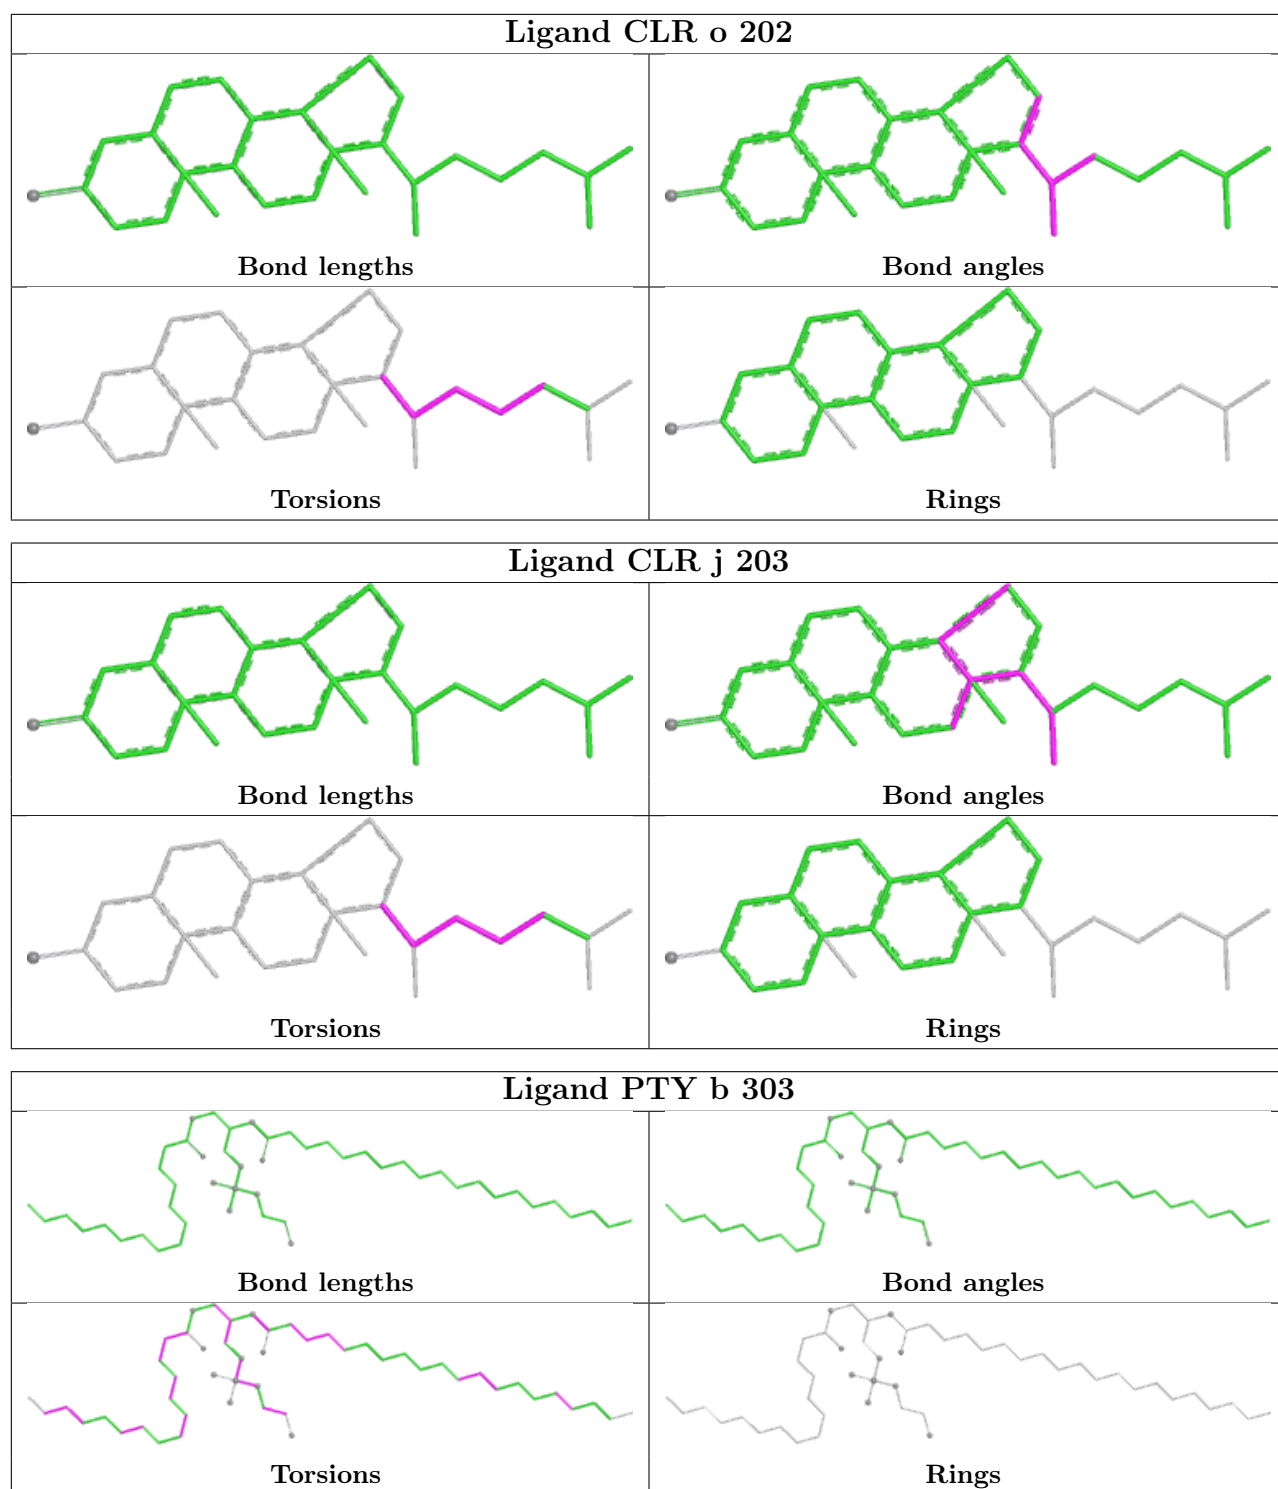 Ligand CLR o 202
Bond lengths
Bond angles
Torsions
Rings
Ligand CLR j 203
Bond lengths
Bond angles
Torsions
Rings
Ligand PTY b 303
Bond lengths
Bond angles
Torsions
Rings